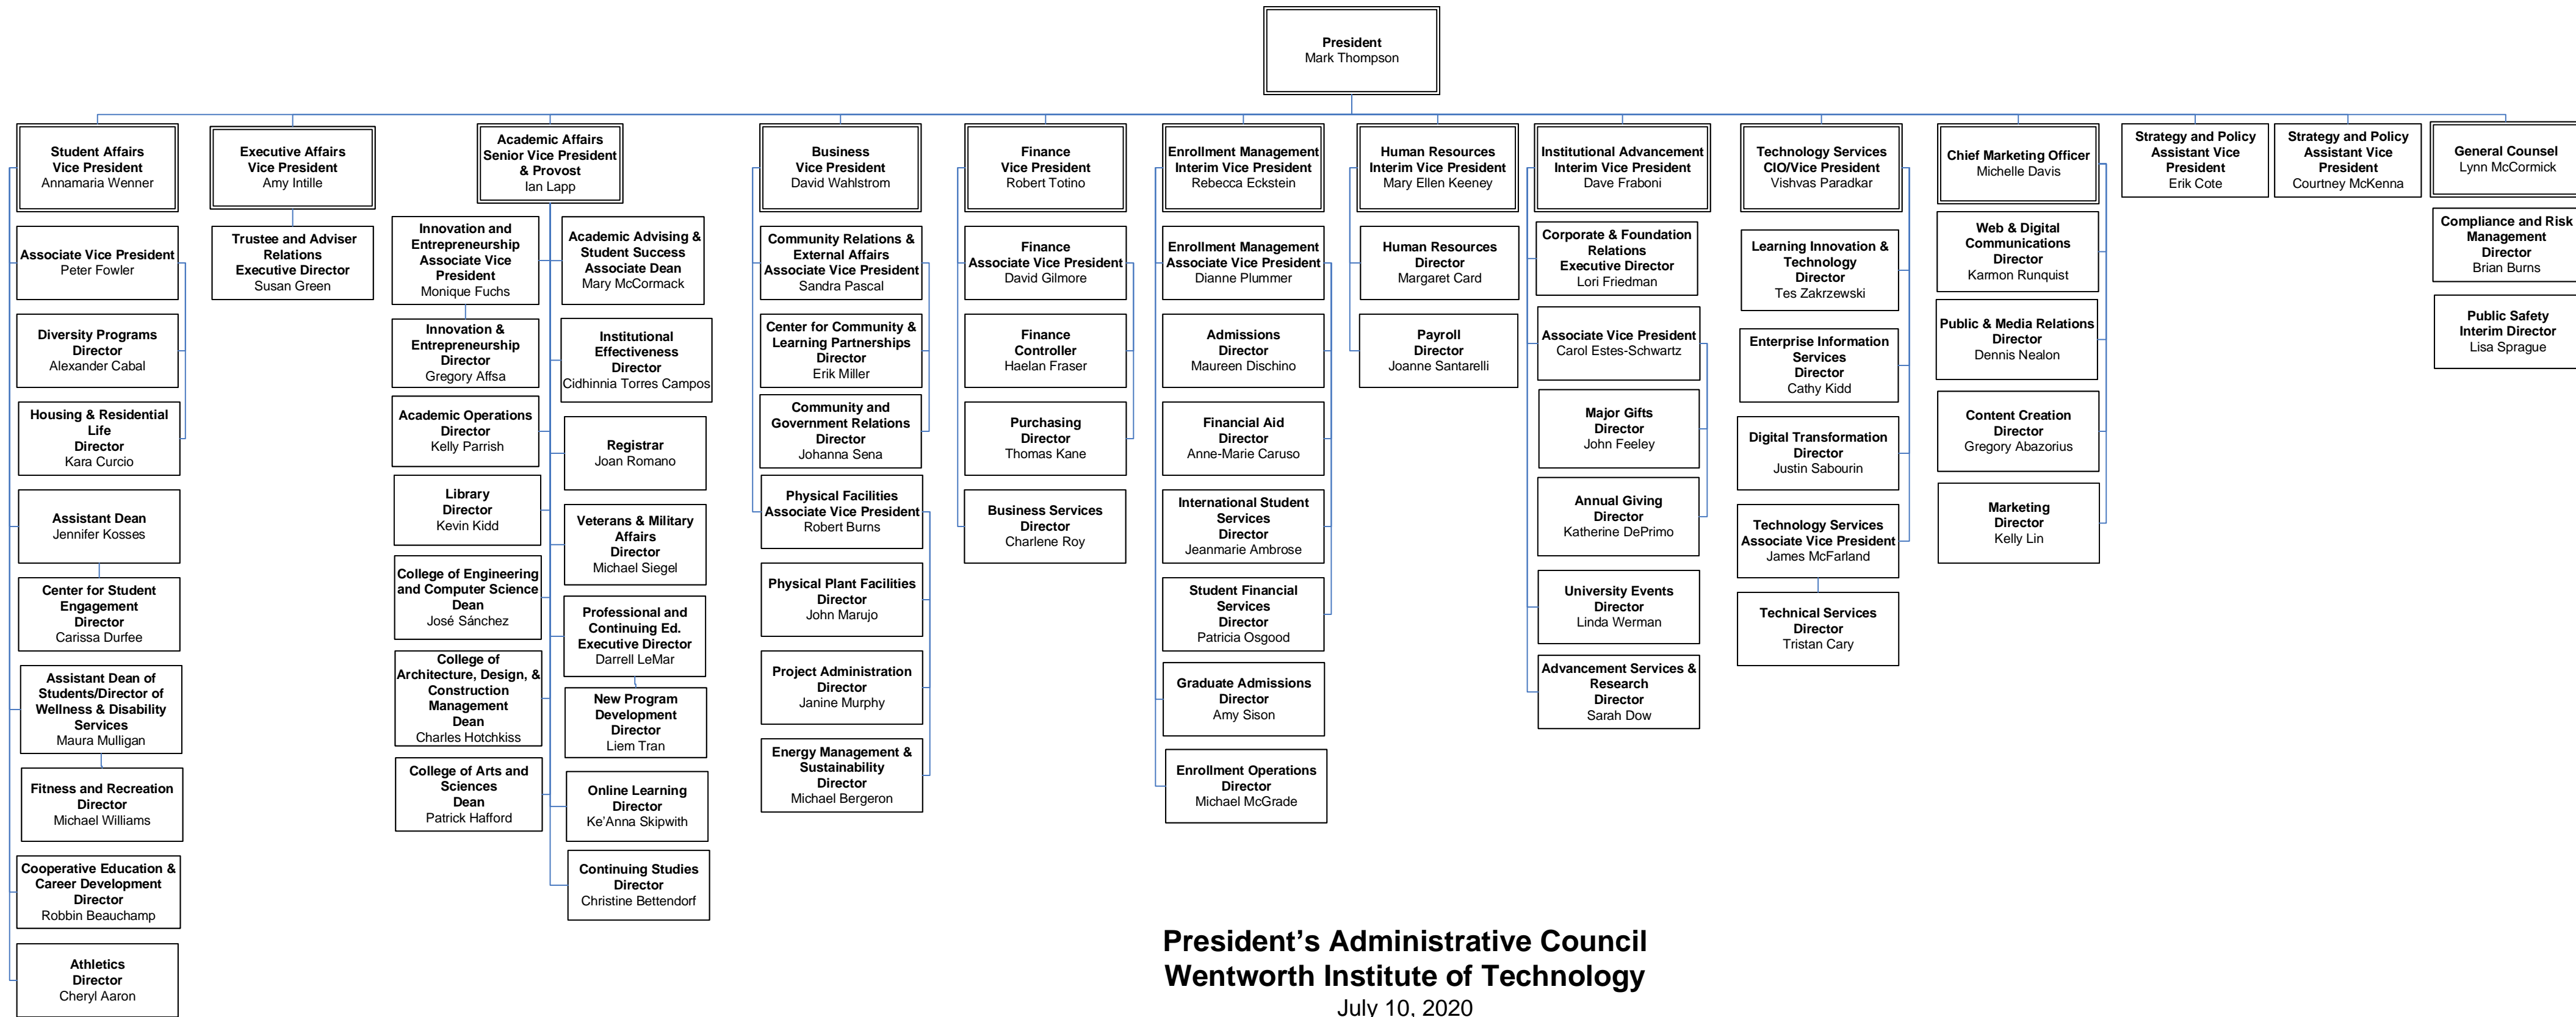 President
Mark Thompson
Student Affairs
Vice President
Annamaria Wenner
Associate Vice President
Peter Fowler
Diversity Programs
Director
Alexander Cabal
Housing & Residential
Life
Director
Kara Curcio
Assistant Dean
Jennifer Kosses
Center for Student
Engagement
Director
Carissa Durfee
Assistant Dean of
Students/Director of
Wellness & Disability
Services
Maura Mulligan
Fitness and Recreation
Director
Michael Williams
Cooperative Education &
Career Development
Director
Robbin Beauchamp
Athletics
Director
Cheryl Aaron
Executive Affairs
Vice President
Amy Intille
Trustee and Adviser
Relations
Executive Director
Susan Green
Academic Affairs
Senior Vice President
& Provost
Ian Lapp
Innovation and
Entrepreneurship
Associate Vice
President
Monique Fuchs
Innovation &
Entrepreneurship
Director
Gregory Affsa
Academic Operations
Director
Kelly Parrish
Library
Director
Kevin Kidd
College of Engineering
and Computer Science
Dean
José Sánchez
College of
Architecture, Design, &
Construction
Management
Dean
Charles Hotchkiss
College of Arts and
Sciences
Dean
Patrick Hafford
Academic Advising &
Student Success
Associate Dean
Mary McCormack
Institutional
Effectiveness
Director
Cidhinnia Torres Campos
Registrar
Joan Romano
Veterans & Military
Affairs
Director
Michael Siegel
Professional and
Continuing Ed.
Executive Director
Darrell LeMar
New Program
Development
Director
Liem Tran
Online Learning
Director
Ke’Anna Skipwith
Continuing Studies
Director
Christine Bettendorf
Business
Vice President
David Wahlstrom
Community Relations &
External Affairs
Associate Vice President
Sandra Pascal
Center for Community &
Learning Partnerships
Director
Erik Miller
Community and
Government Relations
Director
Johanna Sena
Physical Facilities
Associate Vice President
Robert Burns
Physical Plant Facilities
Director
John Marujo
Project Administration
Director
Janine Murphy
Energy Management &
Sustainability
Director
Michael Bergeron
Finance
Vice President
Robert Totino
Finance
Associate Vice President
David Gilmore
Finance
Controller
Haelan Fraser
Purchasing
Director
Thomas Kane
Business Services
Director
Charlene Roy
Enrollment Management
Interim Vice President
Rebecca Eckstein
Enrollment Management
Associate Vice President
Dianne Plummer
Admissions
Director
Maureen Dischino
Financial Aid
Director
Anne-Marie Caruso
International Student
Services
Director
Jeanmarie Ambrose
Student Financial
Services
Director
Patricia Osgood
Graduate Admissions
Director
Amy Sison
Enrollment Operations
Director
Michael McGrade
Human Resources
Interim Vice President
Mary Ellen Keeney
Human Resources
Director
Margaret Card
Payroll
Director
Joanne Santarelli
Institutional Advancement
Interim Vice President
Dave Fraboni
Corporate & Foundation
Relations
Executive Director
Lori Friedman
Associate Vice President
Carol Estes-Schwartz
Major Gifts
Director
John Feeley
Annual Giving
Director
Katherine DePrimo
University Events
Director
Linda Werman
Advancement Services &
Research
Director
Sarah Dow
Technology Services
CIO/Vice President
Vishvas Paradkar
Learning Innovation &
Technology
Director
Tes Zakrzewski
Enterprise Information
Services
Director
Cathy Kidd
Digital Transformation
Director
Justin Sabourin
Technology Services
Associate Vice President
James McFarland
Technical Services
Director
Tristan Cary
Chief Marketing Officer
Michelle Davis
Web & Digital
Communications
Director
Karmon Runquist
Public & Media Relations
Director
Dennis Nealon
Content Creation
Director
Gregory Abazorius
Marketing
Director
Kelly Lin
Strategy and Policy
Assistant Vice
President
Erik Cote
Strategy and Policy
Assistant Vice
President
Courtney McKenna
General Counsel
Lynn McCormick
Compliance and Risk
Management
Director
Brian Burns
Public Safety
Interim Director
Lisa Sprague
President’s Administrative Council
Wentworth Institute of Technology
July 10, 2020